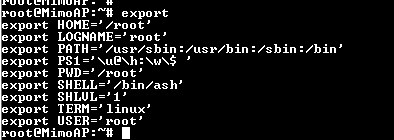 root@MimoAP:~# 
root@MimoAP:~# export
export HOME='/root'
export LOGNAME='root'
export PATH='/usr/sbin:/usr/bin:/sbin:/bin'
export PS1='\u@\h:\w\$ '
export PWD='/root'
export SHELL='/bin/ash'
export SHLVL='1'
export TERM='linux'
export USER='root'
root@MimoAP:~#